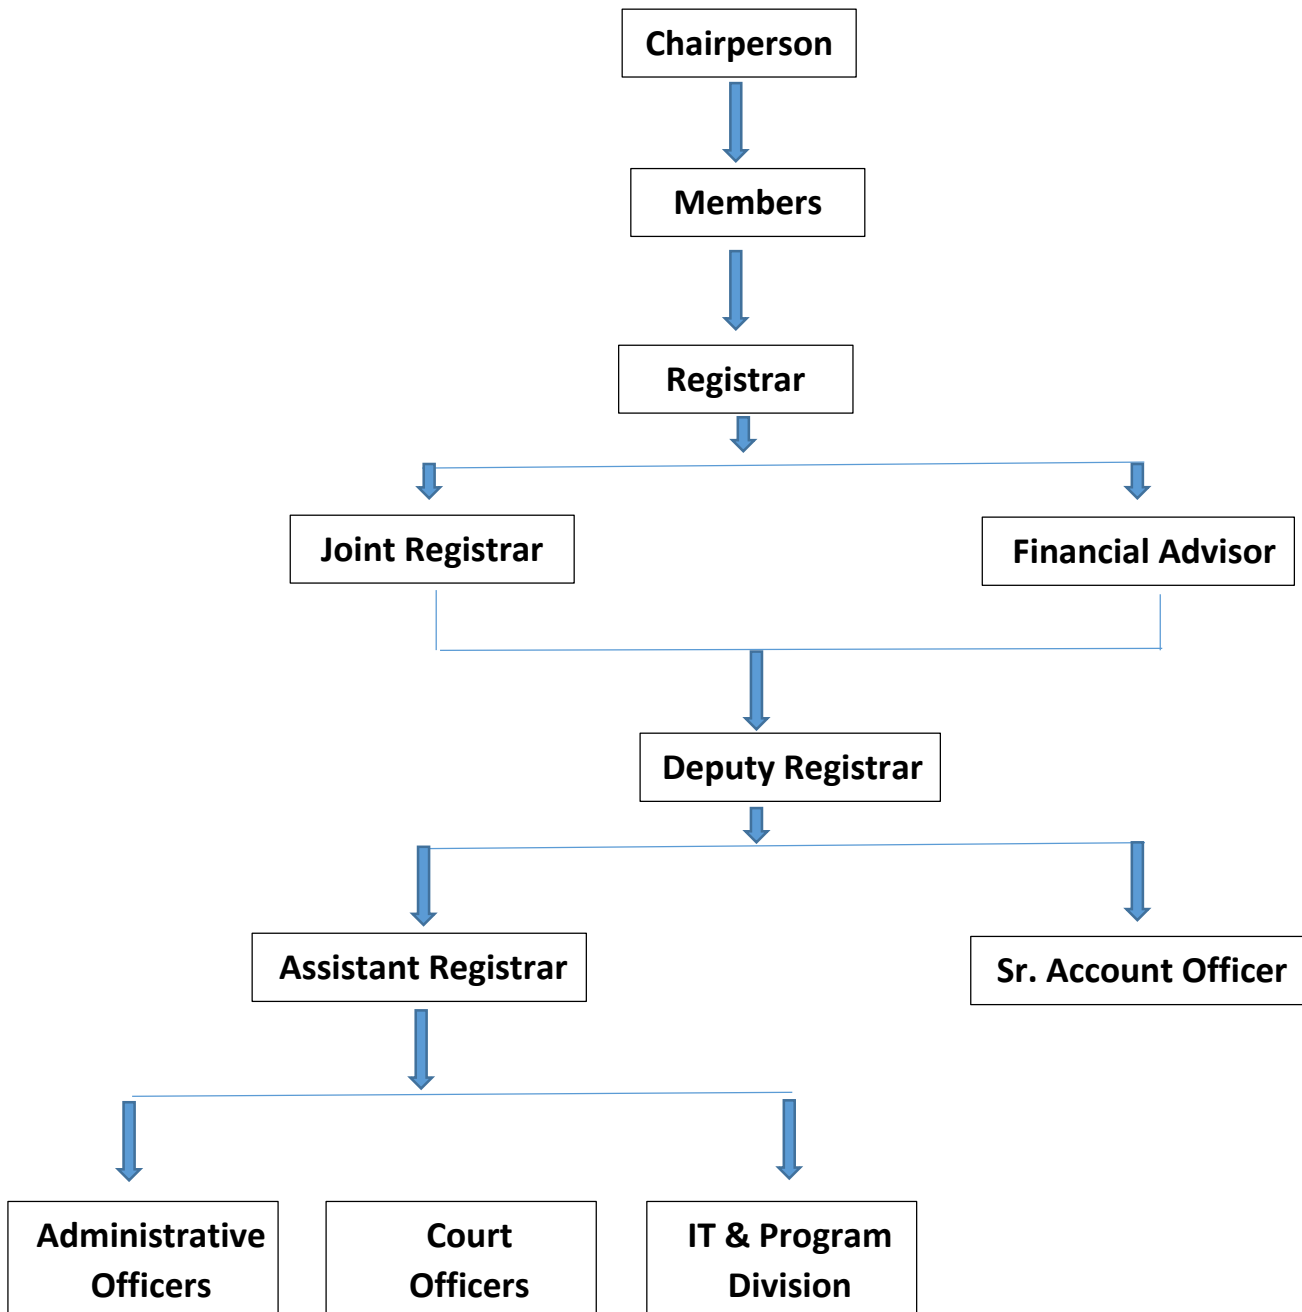 Chairperson
Members
Registrar
Joint Registrar
Financial Advisor
Deputy Registrar
Assistant Registrar
Sr. Account Officer
Administrative
Officers
Court
Officers
IT & Program
Division